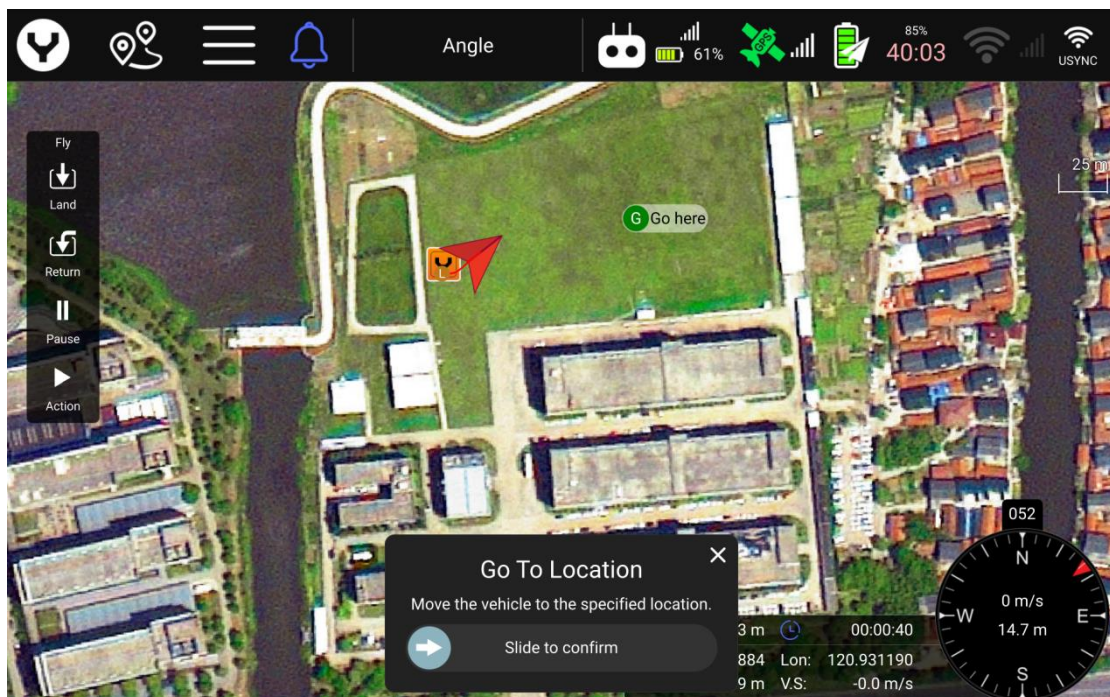 Angle
61%
GPS
85%
40:03
USYNC
Fly
Land
Return
Pause
Action
25 m
G Go here
L
052
N
W
E
S
0 m/s
14.7 m
Go To Location
Move the vehicle to the specified location.
Slide to confirm
3 m 00:00:40
884 Lon: 120.931190
9 m V.S: -0.0 m/s